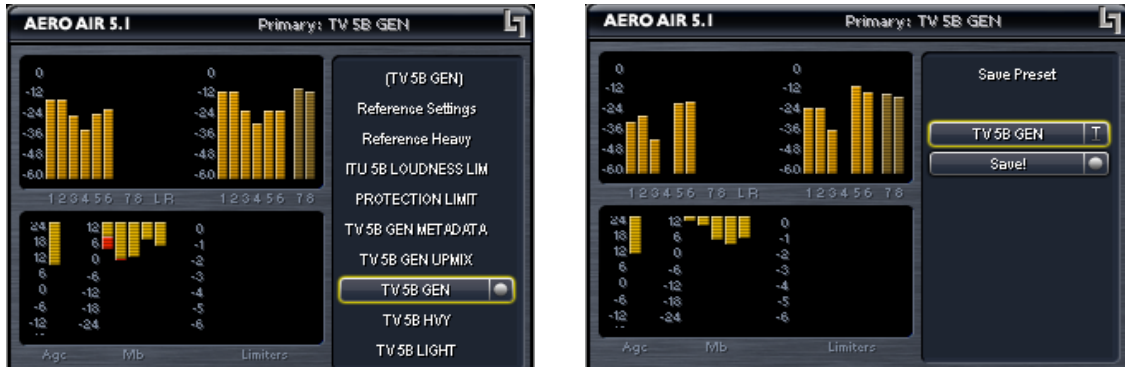 AERO AIR 5.1 Primary: TV 5B GEN
0 0
-12 -12
-24 -24
-36 -36
-48 -48
-60 -60
1 2 3 4 5 6 7 8 L R 1 2 3 4 5 6 7 8
24 12 0
18 6 -1
12 0 -2
6 -6 -3
0 -12 -4
-6 -18 -5
-12 -24 -6
Agc Mb Limiters
(TV 5B GEN)
Reference Settings
Reference Heavy
ITU 5B LOUDNESS LIM
PROTECTION LIMIT
TV 5B GEN METADATA
TV 5B GEN UPMIX
TV 5B GEN
TV 5B HVY
TV 5B LIGHT
AERO AIR 5.1 Primary: TV 5B GEN
0 0
-12 -12
-24 -24
-36 -36
-48 -48
-60 -60
1 2 3 4 5 6 7 8 L R 1 2 3 4 5 6 7 8
24 12 0
18 6 -1
12 0 -2
6 -6 -3
0 -12 -4
-6 -18 -5
-12 -24 -6
Agc Mb Limiters
Save Preset
TV 5B GEN T
Save!